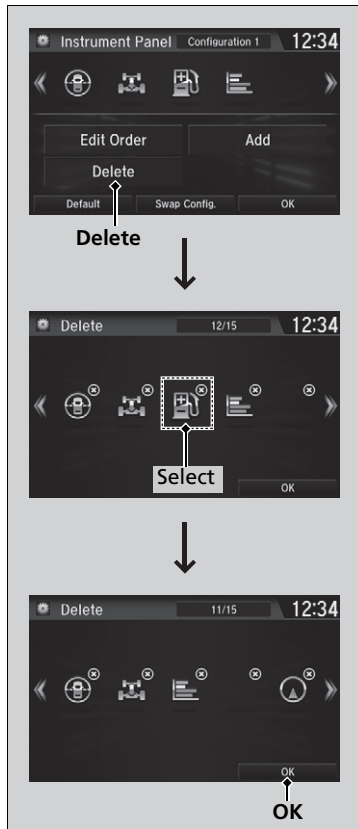 Instrument Panel Configuration 1 12:34
Edit Order Add
Delete
Default Swap Config. OK
Delete
Delete 12/15 12:34
Select
OK
Delete 11/15 12:34
OK
OK